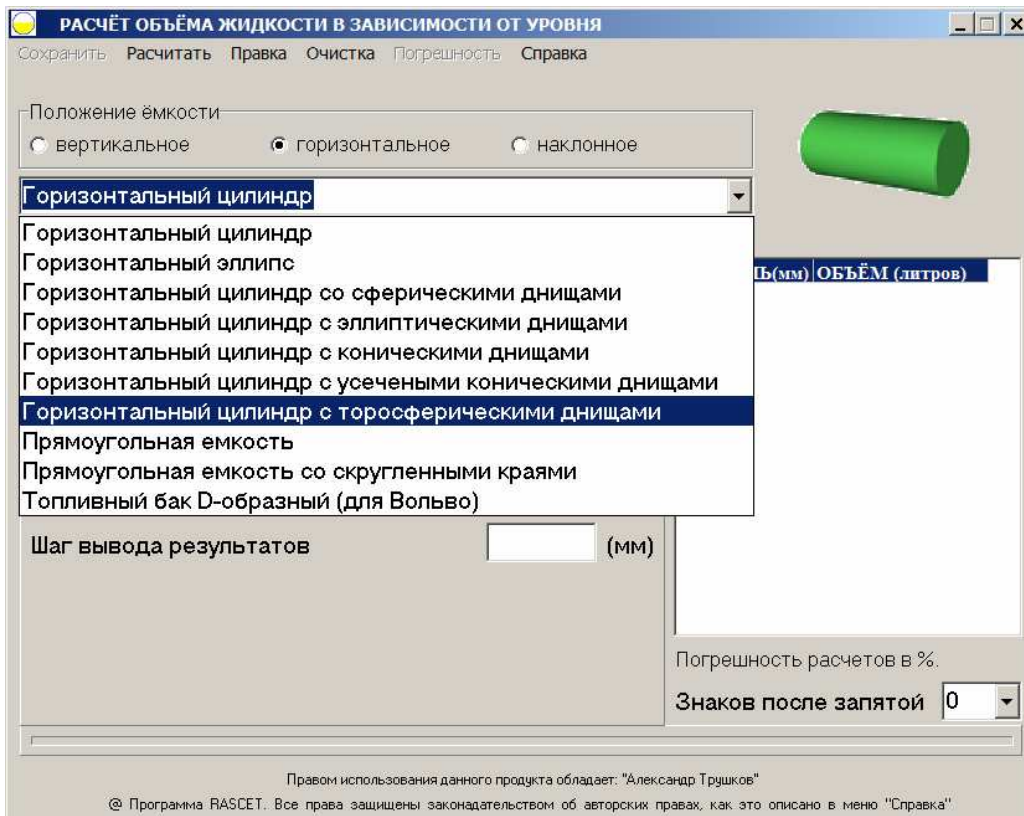 РАСЧЁТ ОБЪЁМА ЖИДКОСТИ В ЗАВИСИМОСТИ ОТ УРОВНЯ
Сохранить Расчитать Правка Очистка Погрешность Справка
Положение ёмкости
вертикальное горизонтальное наклонное
Горизонтальный цилиндр
Горизонтальный цилиндр
Горизонтальный эллипс
Ь(мм) ОБЪЁМ (литров)
Горизонтальный цилиндр со сферическими днищами
Горизонтальный цилиндр с эллиптическими днищами
Горизонтальный цилиндр с коническими днищами
Горизонтальный цилиндр с усечеными коническими днищами
Горизонтальный цилиндр с торосферическими днищами
Прямоугольная емкость
Прямоугольная емкость со скругленными краями
Топливный бак D-образный (для Вольво)
Шаг вывода результатов (мм)
Погрешность расчетов в %.
Знаков после запятой 0
Правом использования данного продукта обладает: "Александр Трушков"
@ Программа RASCET. Все права защищены законадательством об авторских правах, как это описано в меню "Справка"